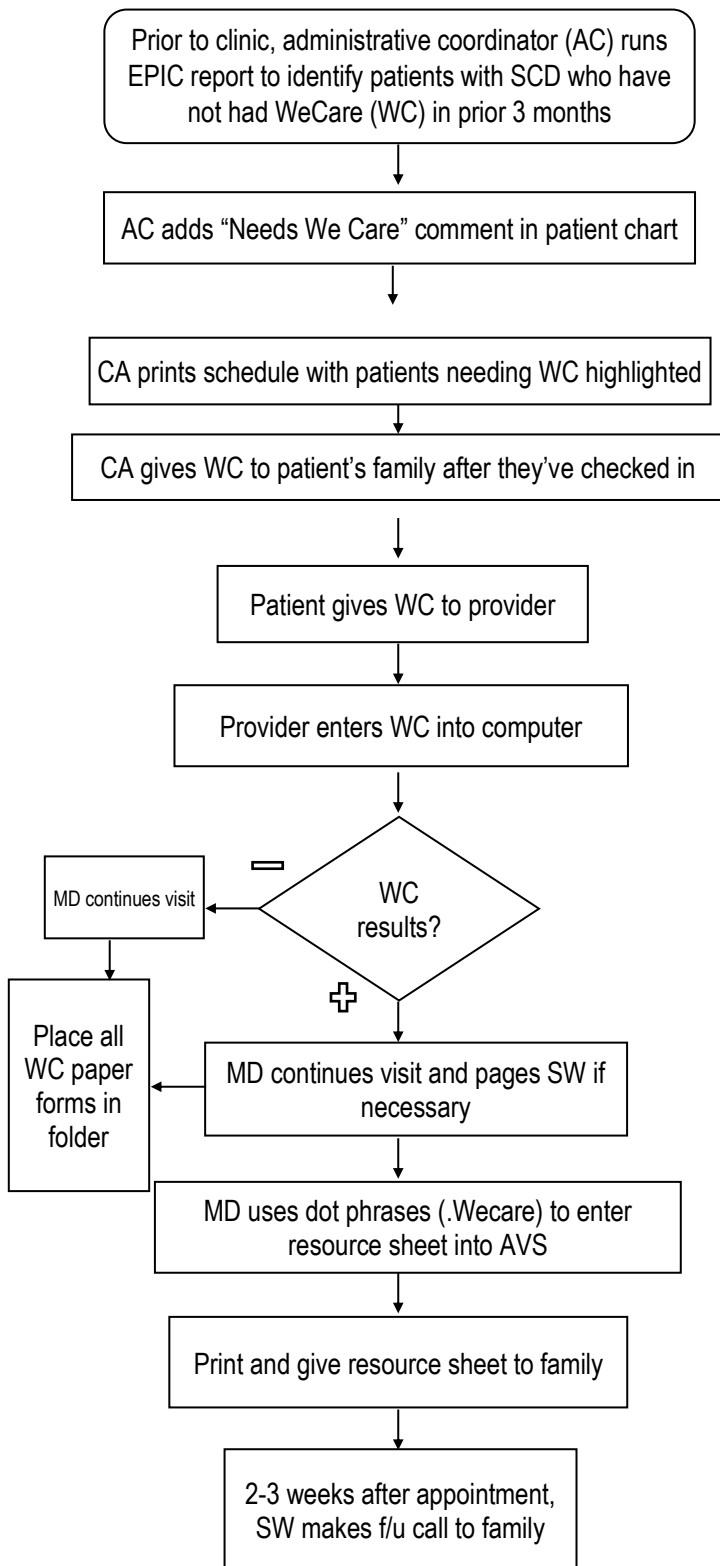 Prior to clinic, administrative coordinator (AC) runs
EPIC report to identify patients with SCD who have
not had WeCare (WC) in prior 3 months
AC adds “Needs We Care” comment in patient chart
CA prints schedule with patients needing WC highlighted
CA gives WC to patient’s family after they’ve checked in
Patient gives WC to provider
Provider enters WC into computer
WC
results?
MD continues visit
Place all
WC paper
forms in
folder
MD continues visit and pages SW if
necessary
MD uses dot phrases (.Wecare) to enter
resource sheet into AVS
Print and give resource sheet to family
2-3 weeks after appointment,
SW makes f/u call to family